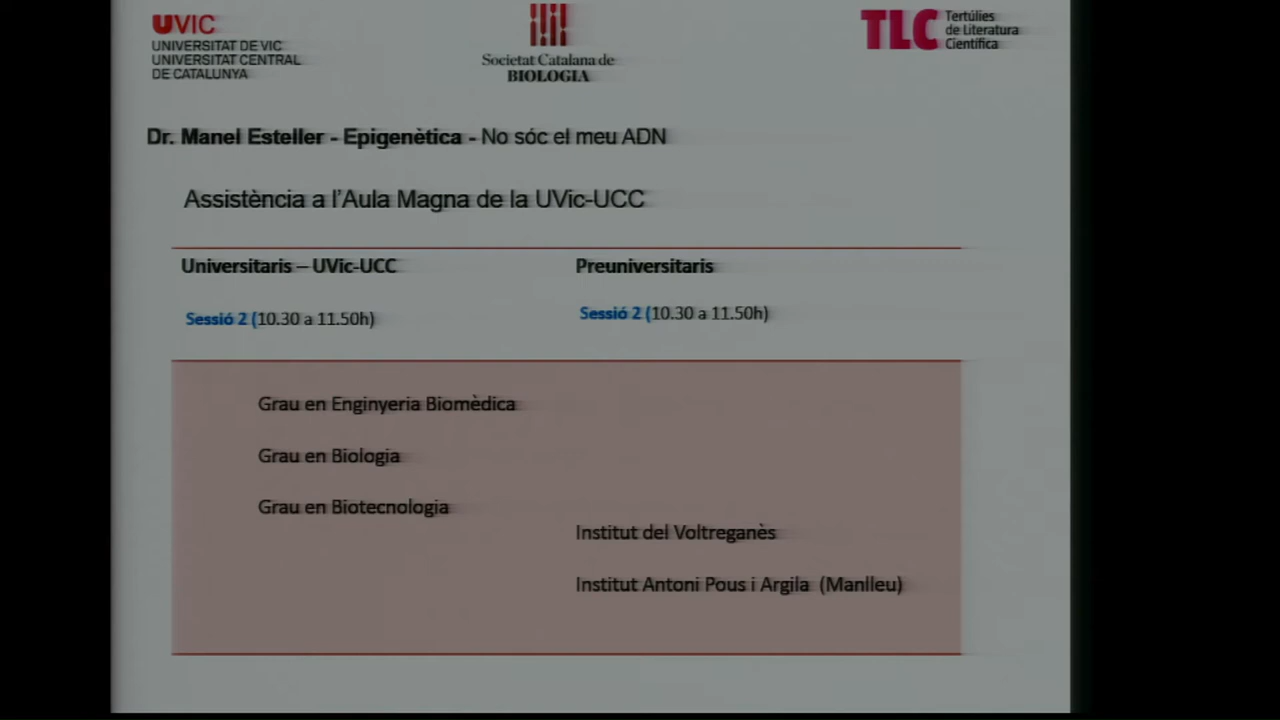 UVIC
UNIVERSITAT DE VIC
UNIVERSITAT CENTRAL
DE CATALUNYA
Societat Catalana de
BIOLOGIA
TLC
Tertúlies
de Literatura
Científica
Dr. Manel Esteller - Epigenètica - No sóc el meu ADN
Assistència a l'Aula Magna de la UVic-UCC
Universitaris – UVic-UCC
Preuniversitaris
Sessió 2 (10.30 a 11.50h)
Sessió 2 (10.30 a 11.50h)
Grau en Enginyeria Biomèdica
Grau en Biologia
Grau en Biotecnologia
Institut del Voltreganès
Institut Antoni Pous i Argila (Manlleu)